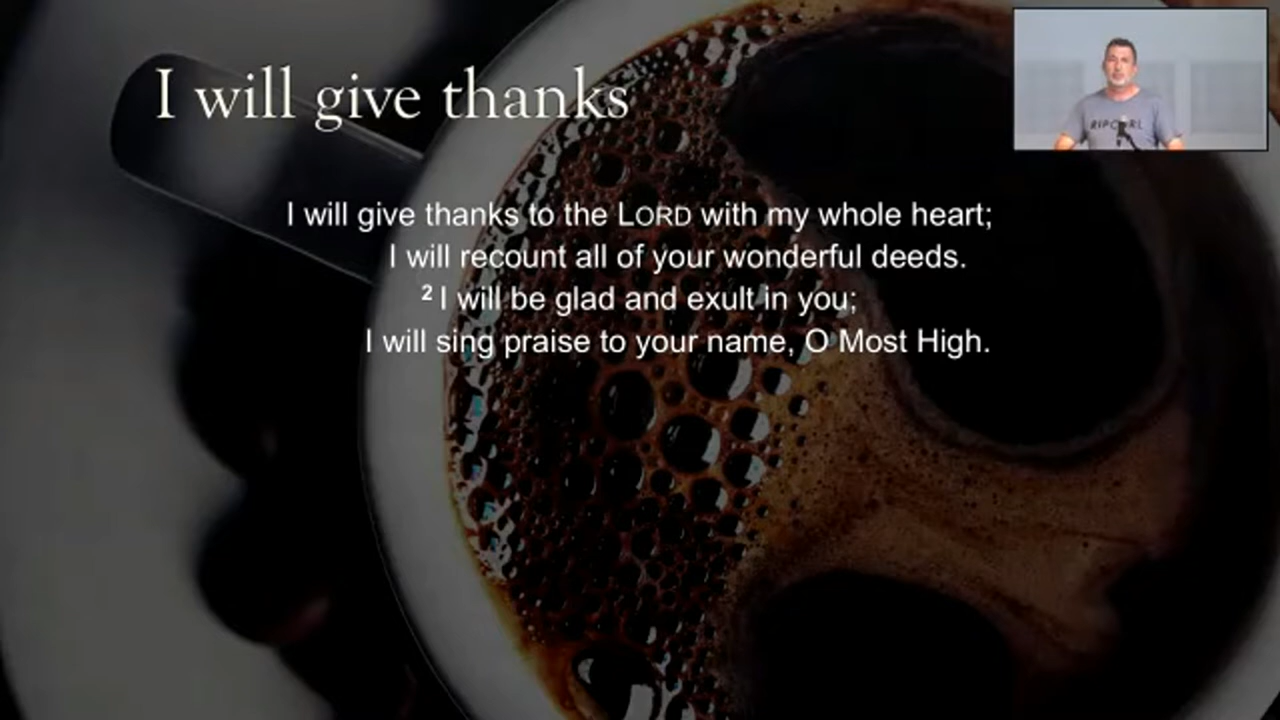 I will give thanks
I will give thanks to the LORD with my whole heart;
I will recount all of your wonderful deeds.
2 I will be glad and exult in you;
I will sing praise to your name, O Most High.
RIPCURL